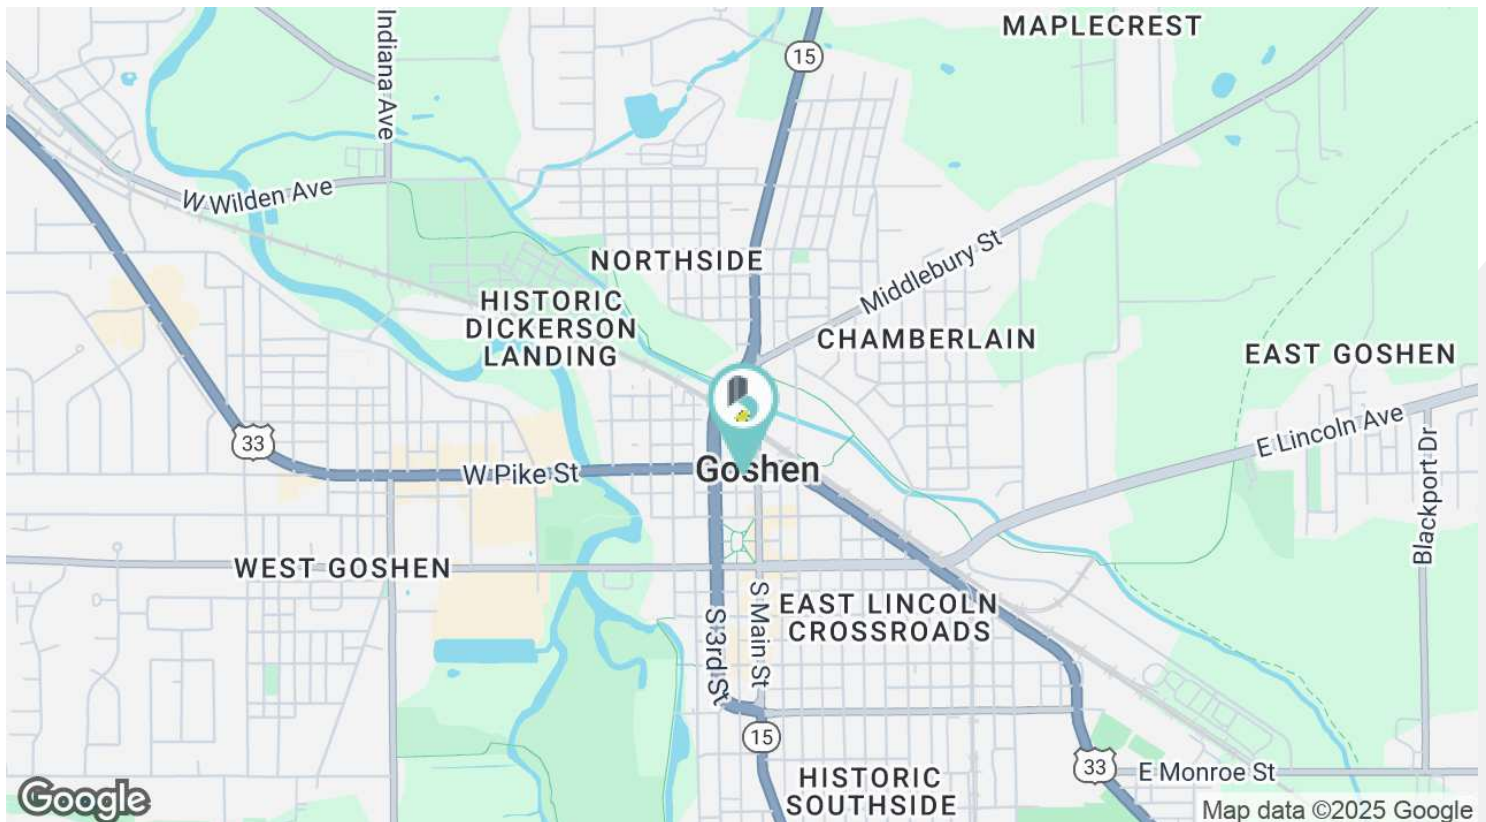 MAPLECREST
15
Indiana Ave
W Wilden Ave
NORTHSIDE
Middlebury St
HISTORIC
DICKERSON
LANDING
CHAMBERLAIN
EAST GOSHEN
33
W Pike St
Goshen
E Lincoln Ave
Blackport Dr
WEST GOSHEN
S 3rd St
S Main St
EAST LINCOLN
CROSSROADS
15
33
E Monroe St
HISTORIC
SOUTHSIDE
Google
Map data ©2025 Google